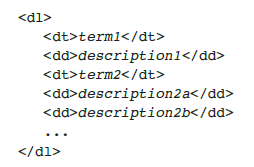 <dl>
<dt>term1</dt>
<dd>description1</dd>
<dt>term2</dt>
<dd>description2a</dd>
<dd>description2b</dd>
...
</dl>